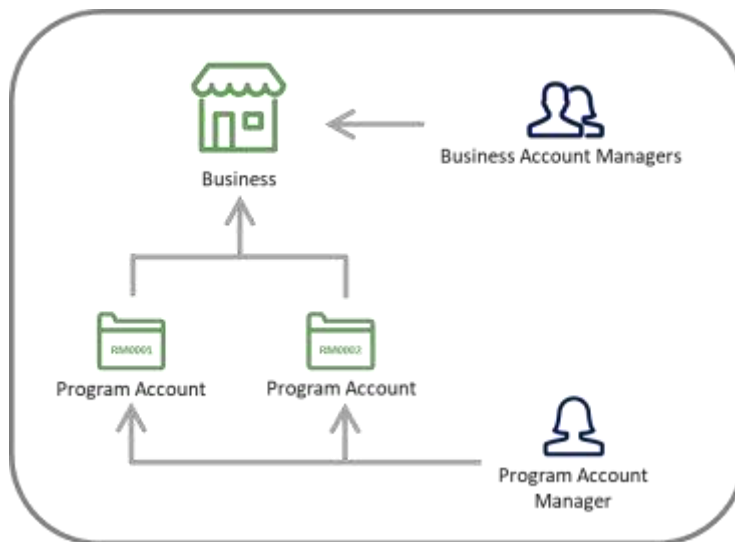 Business
Business Account Managers
RM0001
RM0002
Program Account
Program Account
Program Account
Manager